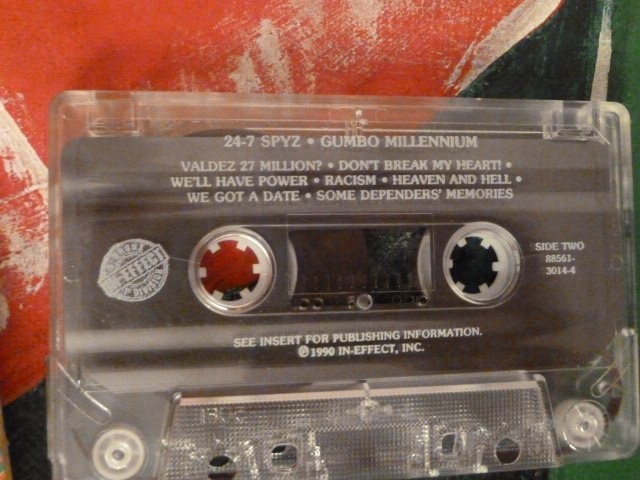 24-7 SPYZ • GUMBO MILLENNIUM
VALDEZ 27 MILLION? • DON'T BREAK MY HEART! •
WE'LL HAVE POWER • RACISM • HEAVEN AND HELL •
WE GOT A DATE • SOME DEPENDERS' MEMORIES
IN-EFFECT
SIDE TWO
88561-
3014-4
SEE INSERT FOR PUBLISHING INFORMATION.
℗1990 IN-EFFECT, INC.